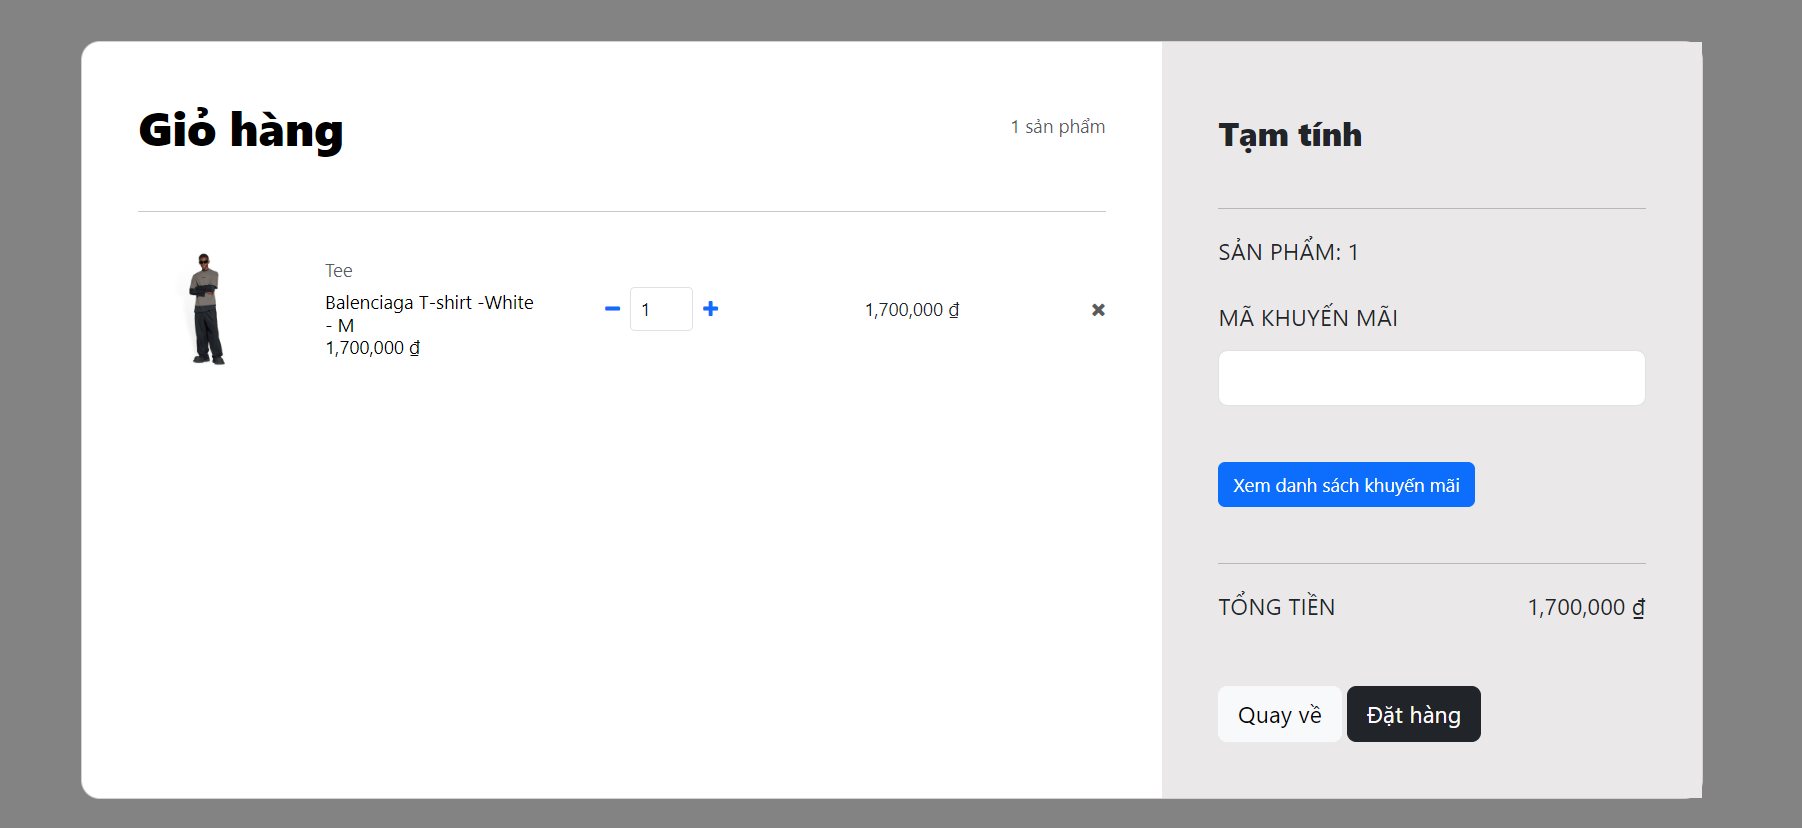 Giỏ hàng
1 sản phẩm
Tee
Balenciaga T-shirt -White
- M
1,700,000 ₫
1
1,700,000 ₫
Tạm tính
SẢN PHẨM: 1
MÃ KHUYẾN MÃI
Xem danh sách khuyến mãi
TỔNG TIỀN 1,700,000 ₫
Quay về Đặt hàng